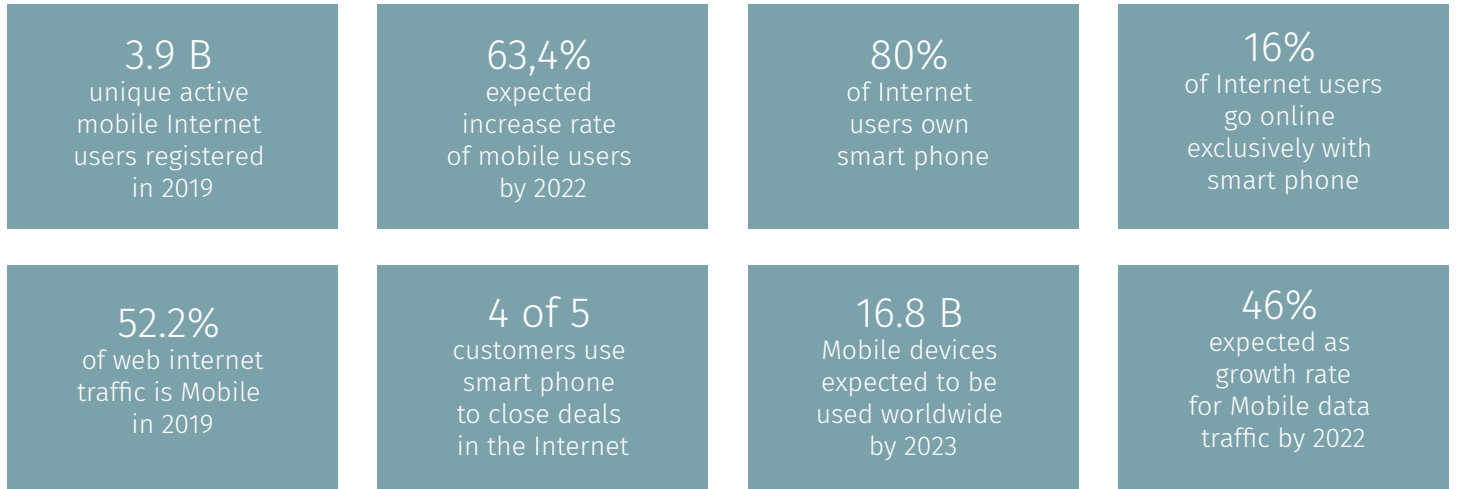 3.9 B
unique active
mobile Internet
users registered
in 2019
63,4%
expected
increase rate
of mobile users
by 2022
80%
of Internet
users own
smart phone
16%
of Internet users
go online
exclusively with
smart phone
52.2%
of web internet
traffic is Mobile
in 2019
4 of 5
customers use
smart phone
to close deals
in the Internet
16.8 B
Mobile devices
expected to be
used worldwide
by 2023
46%
expected as
growth rate
for Mobile data
traffic by 2022